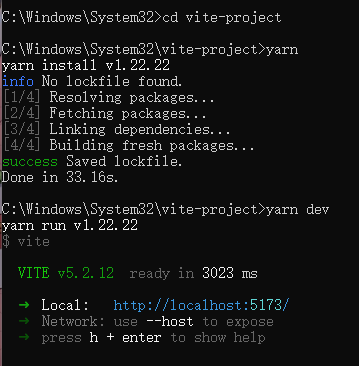 C:\Windows\System32>cd vite-project
C:\Windows\System32\vite-project>yarn
yarn install v1.22.22
info No lockfile found.
[1/4] Resolving packages...
[2/4] Fetching packages...
[3/4] Linking dependencies...
[4/4] Building fresh packages...
success Saved lockfile.
Done in 33.16s.
C:\Windows\System32\vite-project>yarn dev
yarn run v1.22.22
$ vite
VITE v5.2.12 ready in 3023 ms
➜ Local: http://localhost:5173/
➜ Network: use --host to expose
➜ press h + enter to show help